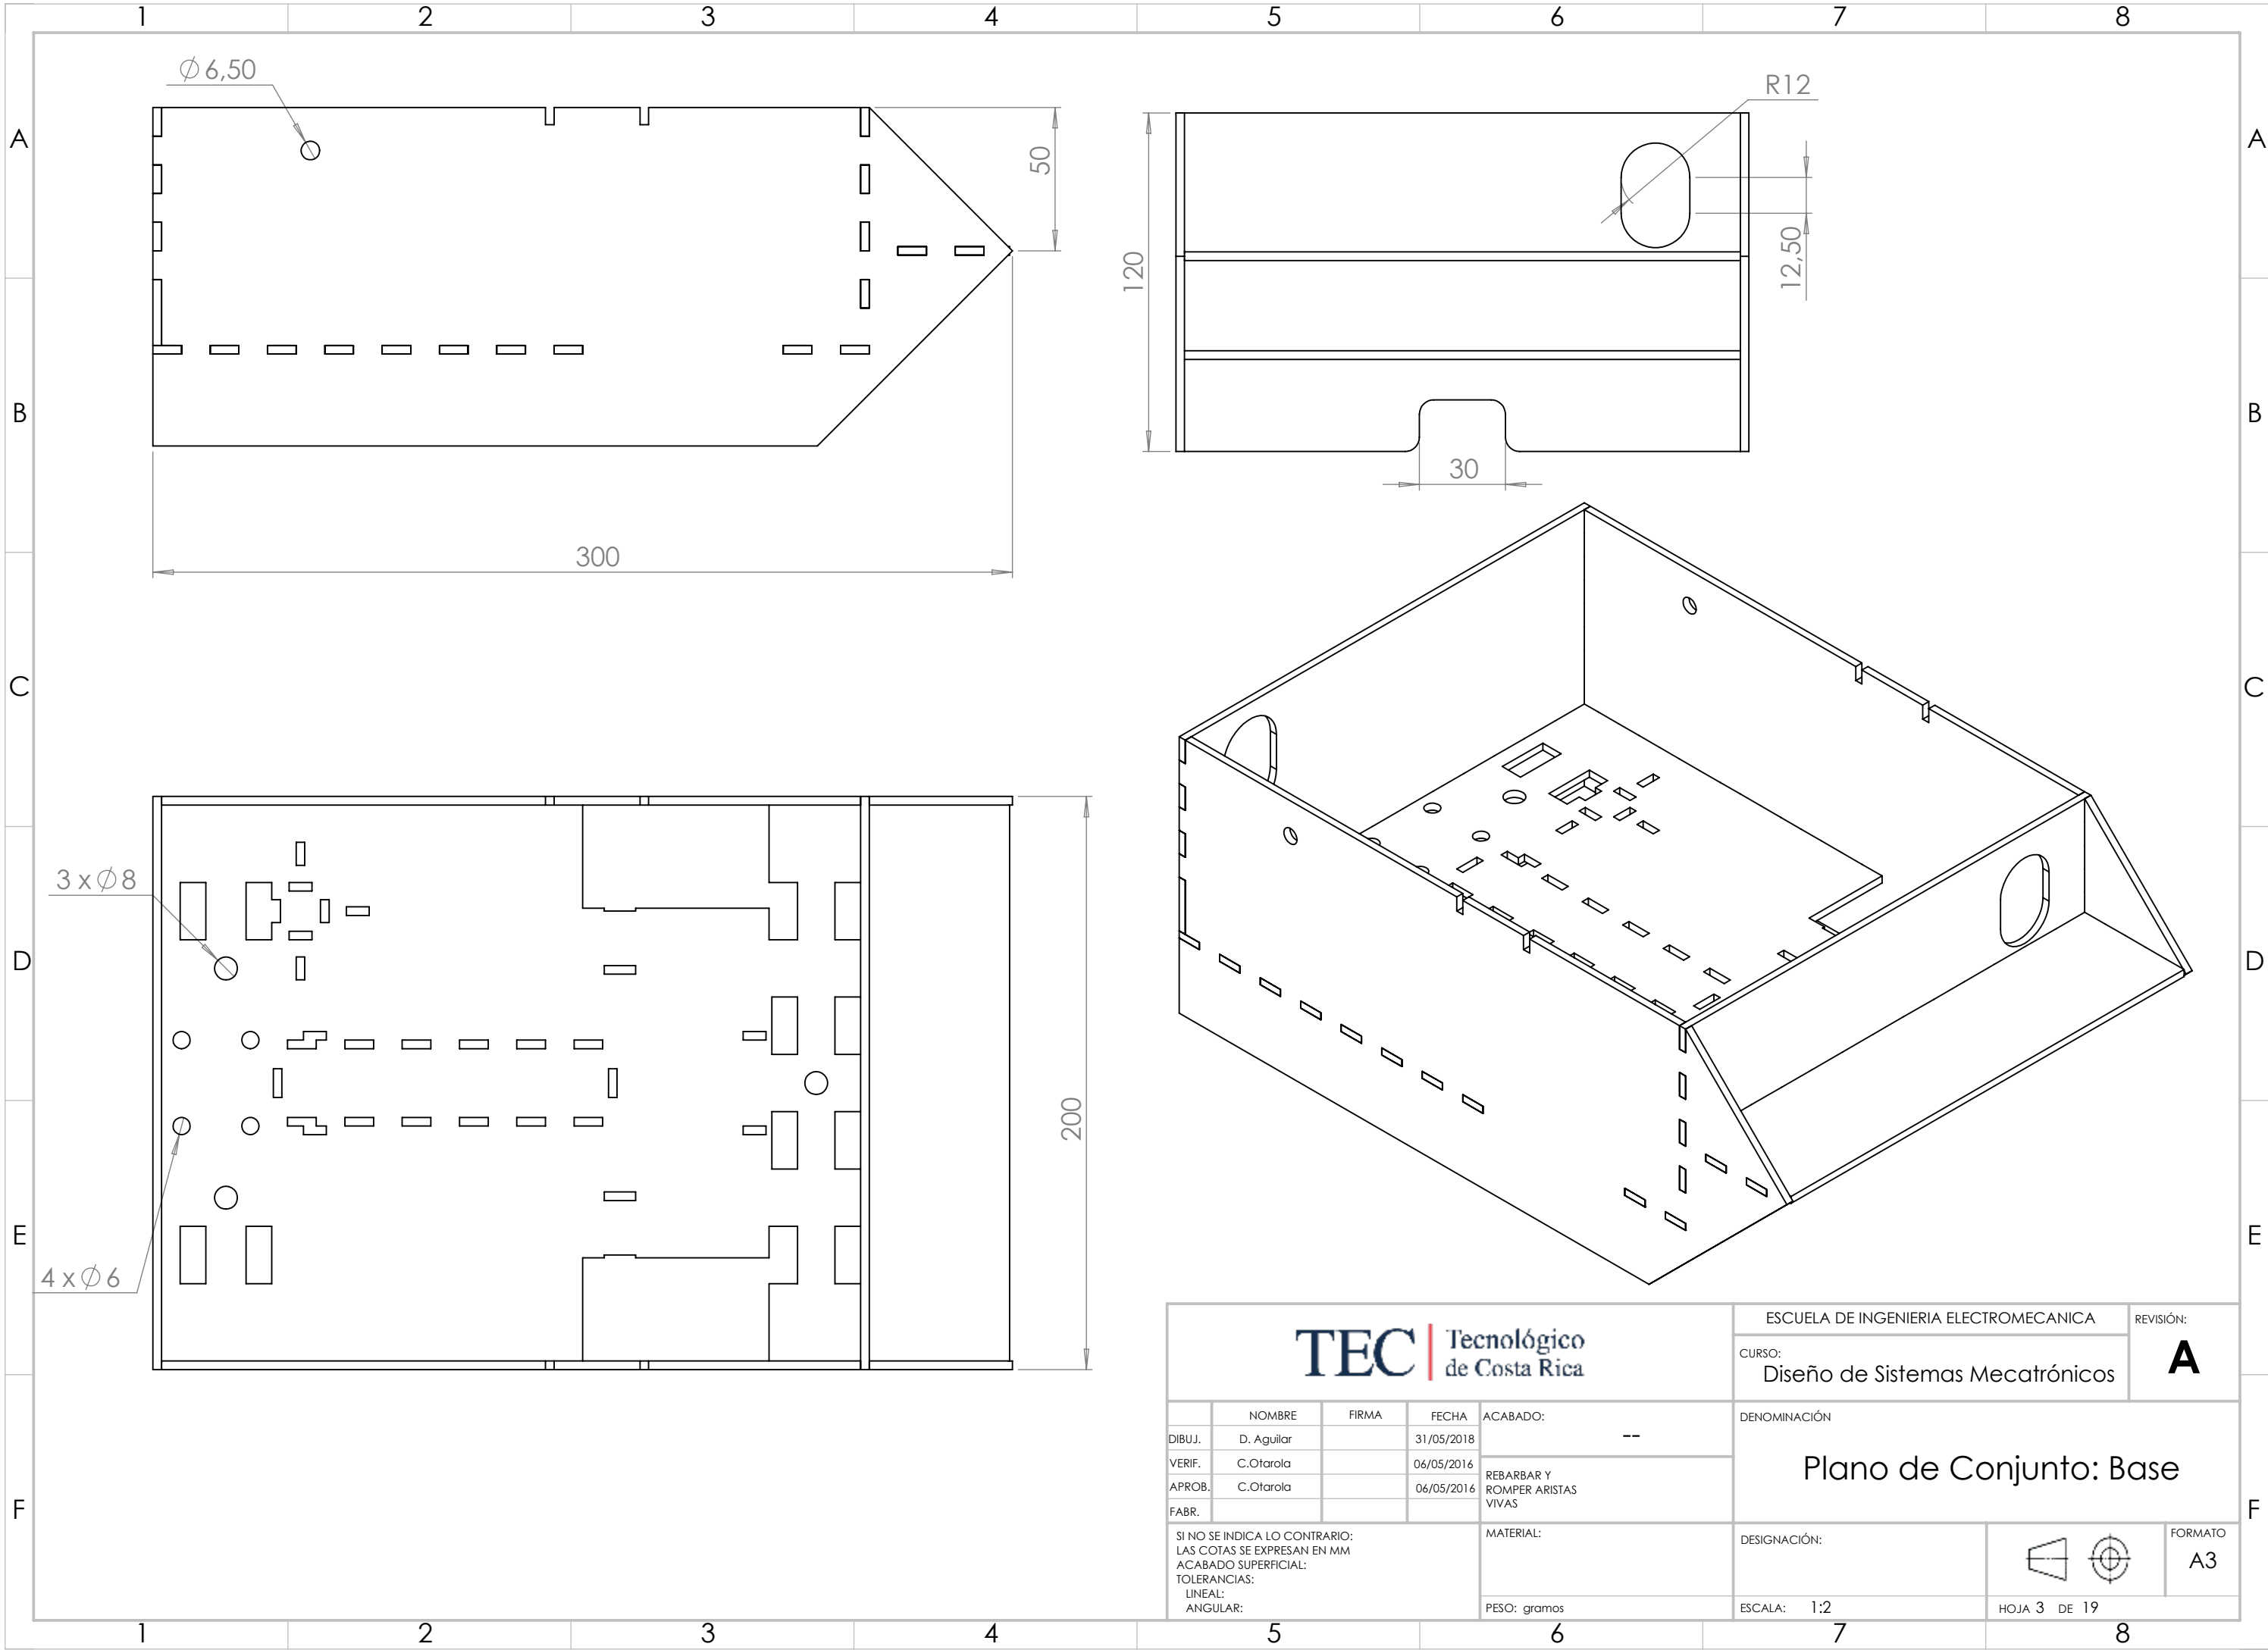 1 2 3 4 5 6 7 8
A A
B B
C C
D D
E E
F F
∅6,50
50
300
R12
120
12,50
30
3 x ∅8
4 x ∅6
200
TEC | Tecnológico
de Costa Rica
ESCUELA DE INGENIERIA ELECTROMECANICA
REVISIÓN:
A
CURSO:
Diseño de Sistemas Mecatrónicos
NOMBRE FIRMA FECHA
DIBUJ. D. Aguilar 31/05/2018
VERIF. C.Otarola 06/05/2016
APROB. C.Otarola 06/05/2016
FABR.
ACABADO:
--
REBARBAR Y
ROMPER ARISTAS
VIVAS
DENOMINACIÓN
Plano de Conjunto: Base
SI NO SE INDICA LO CONTRARIO:
LAS COTAS SE EXPRESAN EN MM
ACABADO SUPERFICIAL:
TOLERANCIAS:
LINEAL:
ANGULAR:
MATERIAL:
PESO: gramos
DESIGNACIÓN:
FORMATO
A3
ESCALA: 1:2
HOJA 3 DE 19
1 2 3 4 5 6 7 8